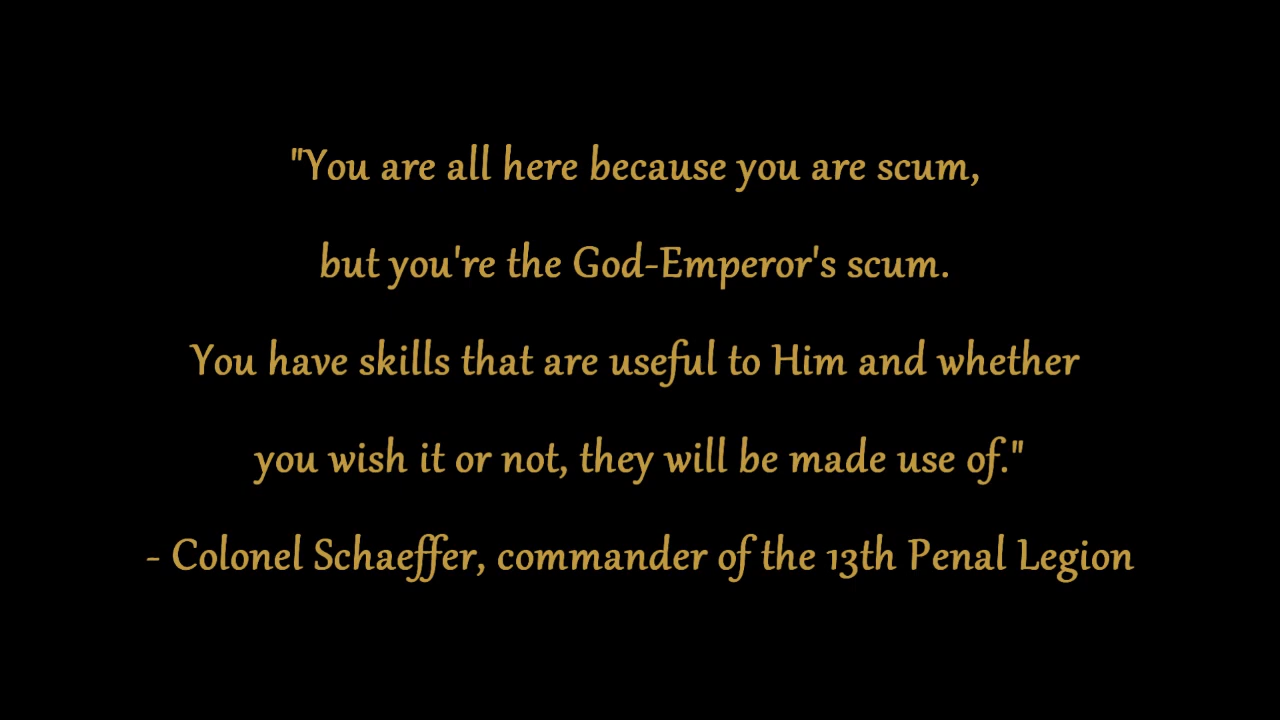 "You are all here because you are scum,
but you're the God-Emperor's scum.
You have skills that are useful to Him and whether
you wish it or not, they will be made use of."
- Colonel Schaeffer, commander of the 13th Penal Legion